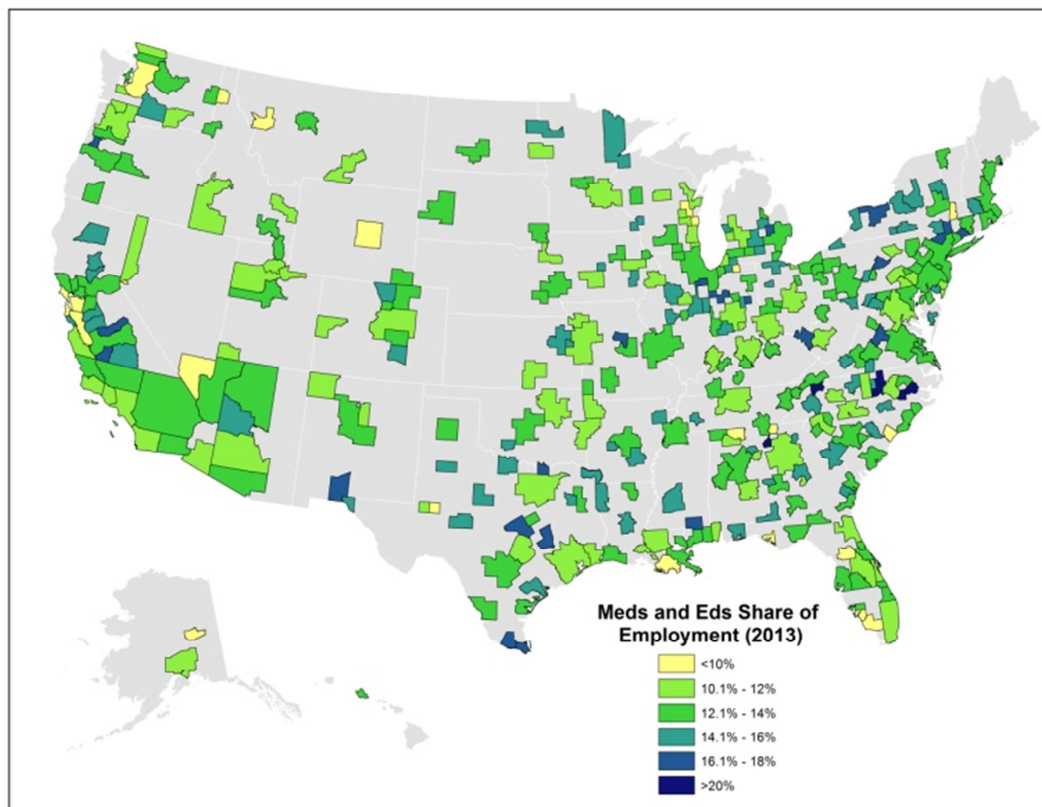 Meds and Eds Share of
Employment (2013)
<10%
10.1% - 12%
12.1% - 14%
14.1% - 16%
16.1% - 18%
>20%